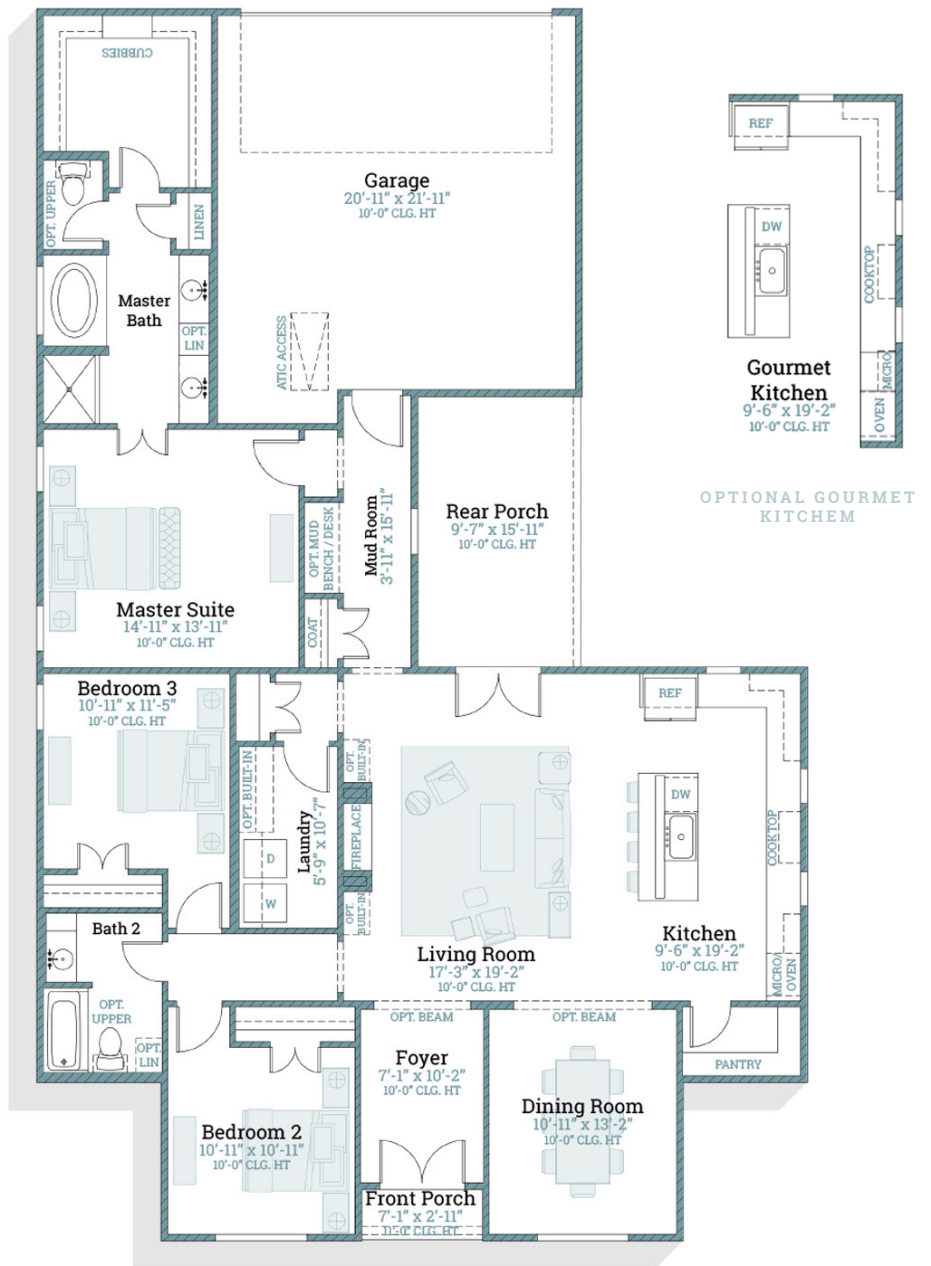 CUBBIES
Garage
20'-11" x 21'-11"
10'-0" CLG. HT
ATIC ACCESS
OPT. UPPER
LINEN
Master
Bath
OPT.
LIN
REF
DW
COOKTOP
MICRO
OVEN
Gourmet
Kitchen
9'-6" x 19'-2"
10'-0" CLG. HT
OPTIONAL GOURMET
KITCHEM
Master Suite
14'-11" x 13'-11"
10'-0" CLG. HT
OPT. MUD
BENCH / DESK
COAT
Mud Room
3'-11" x 15'-11"
Rear Porch
9'-7" x 15'-11"
10'-0" CLG. HT
Bedroom 3
10'-11" x 11'-5"
10'-0" CLG. HT
OPT. BUILT-IN
Laundry
5'-9" x 10'-7"
D
W
OPT.
BUILT-IN
FIREPLACE
OPT.
BUILT-IN
Living Room
17'-3" x 19'-2"
10'-0" CLG. HT
REF
DW
COOKTOP
MICRO/
OVEN
Kitchen
9'-6" x 19'-2"
10'-0" CLG. HT
Bath 2
OPT.
UPPER
OPT.
LIN
OPT. BEAM
OPT. BEAM
PANTRY
Foyer
7'-1" x 10'-2"
10'-0" CLG. HT
Dining Room
10'-11" x 13'-2"
10'-0" CLG. HT
Bedroom 2
10'-11" x 10'-11"
10'-0" CLG. HT
Front Porch
7'-1" x 2'-11"
11'-0" CLG. HT